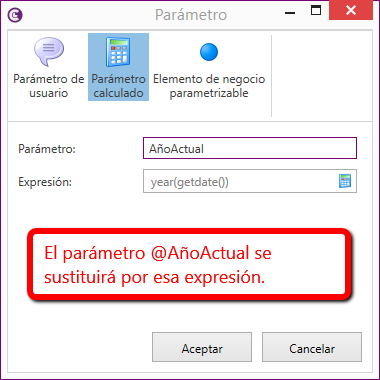 Parámetro
Parámetro de usuario
Parámetro calculado
Elemento de negocio parametrizable
Parámetro:
AñoActual
Expresión:
year(getdate())
El parámetro @AñoActual se
sustituirá por esa expresión.
Aceptar
Cancelar